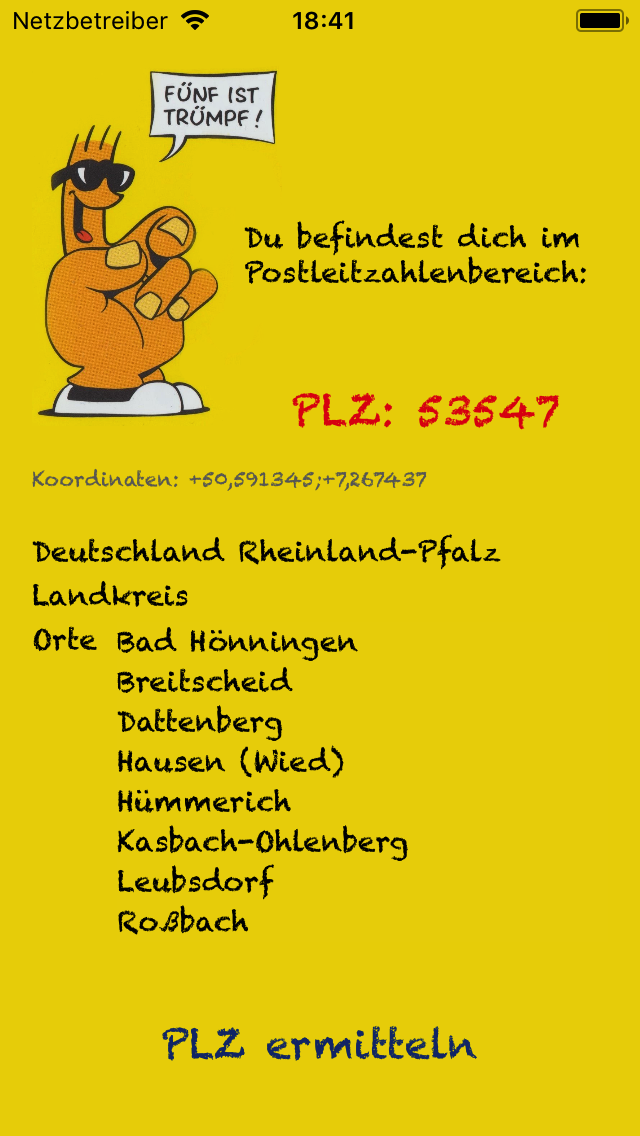 Netzbetreiber 18:41
FÜNF IST
TRÜMPF!
Du befindest dich im
Postleitzahlenbereich:
PLZ: 53547
Koordinaten: +50,591345;+7,267437
Deutschland Rheinland-Pfalz
Landkreis
Orte Bad Hönningen
Breitscheid
Dattenberg
Hausen (Wied)
Hümmerich
Kasbach-Ohlenberg
Leubsdorf
Roßbach
PLZ ermitteln